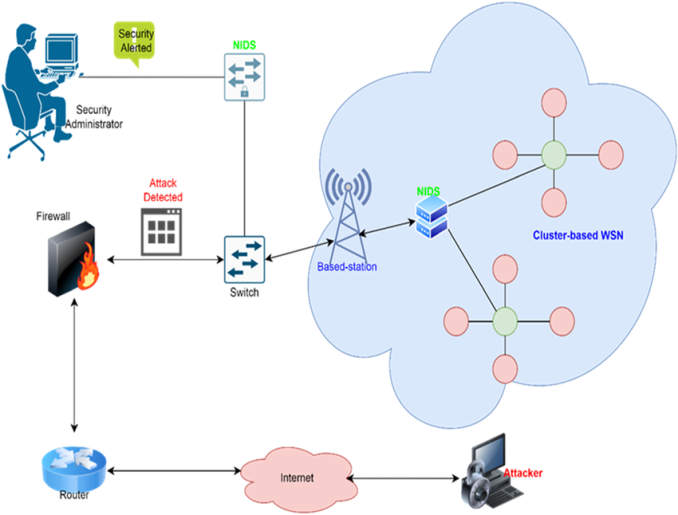 Security
Alerted
!
NIDS
Security
Administrator
Attack
Detected
NIDS
Firewall
Cluster-based WSN
Based-station
Switch
Internet
Attacker
Router